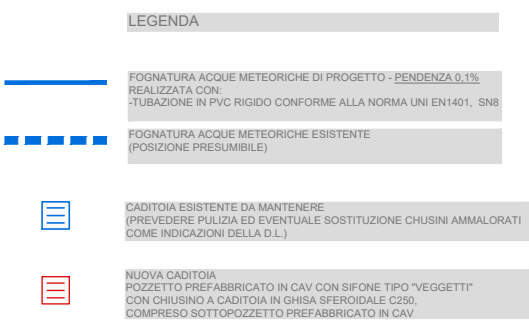 LEGENDA
FOGNATURA ACQUE METEORICHE DI PROGETTO - PENDENZA 0,1%
REALIZZATA CON:
-TUBAZIONE IN PVC RIGIDO CONFORME ALLA NORMA UNI EN1401, SN8
FOGNATURA ACQUE METEORICHE ESISTENTE
(POSIZIONE PRESUMIBILE)
CADITOIA ESISTENTE DA MANTENERE
(PREVEDERE PULIZIA ED EVENTUALE SOSTITUZIONE CHUSINI AMMALORATI
COME INDICAZIONI DELLA D.L.)
NUOVA CADITOIA
POZZETTO PREFABBRICATO IN CAV CON SIFONE TIPO "VEGGETTI"
CON CHIUSINO A CADITOIA IN GHISA SFEROIDALE C250,
COMPRESO SOTTOPOZZETTO PREFABBRICATO IN CAV